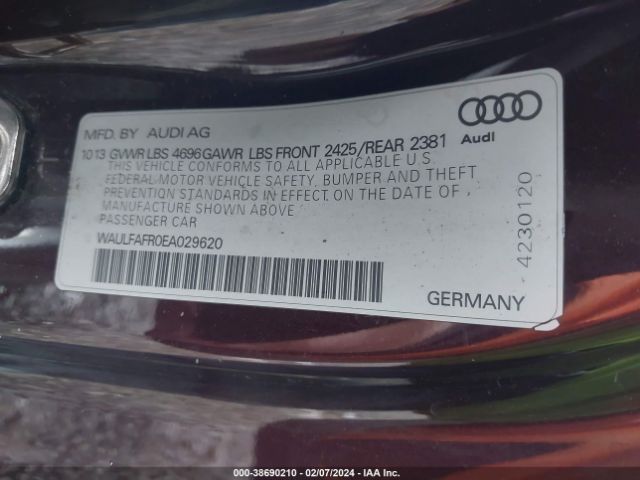 MFD. BY AUDI AG
Audi
1013 GVWR LBS 4696 GAWR LBS FRONT 2425/REAR 2381
THIS VEHICLE CONFORMS TO ALL APPLICABLE U.S.
FEDERAL MOTOR VEHICLE SAFETY, BUMPER AND THEFT
PREVENTION STANDARDS IN EFFECT ON THE DATE OF
MANUFACTURE SHOWN ABOVE
PASSENGER CAR
WAULFAFR0EA029620
GERMANY
4230120
000-38690210 - 02/07/2024 - IAA Inc.